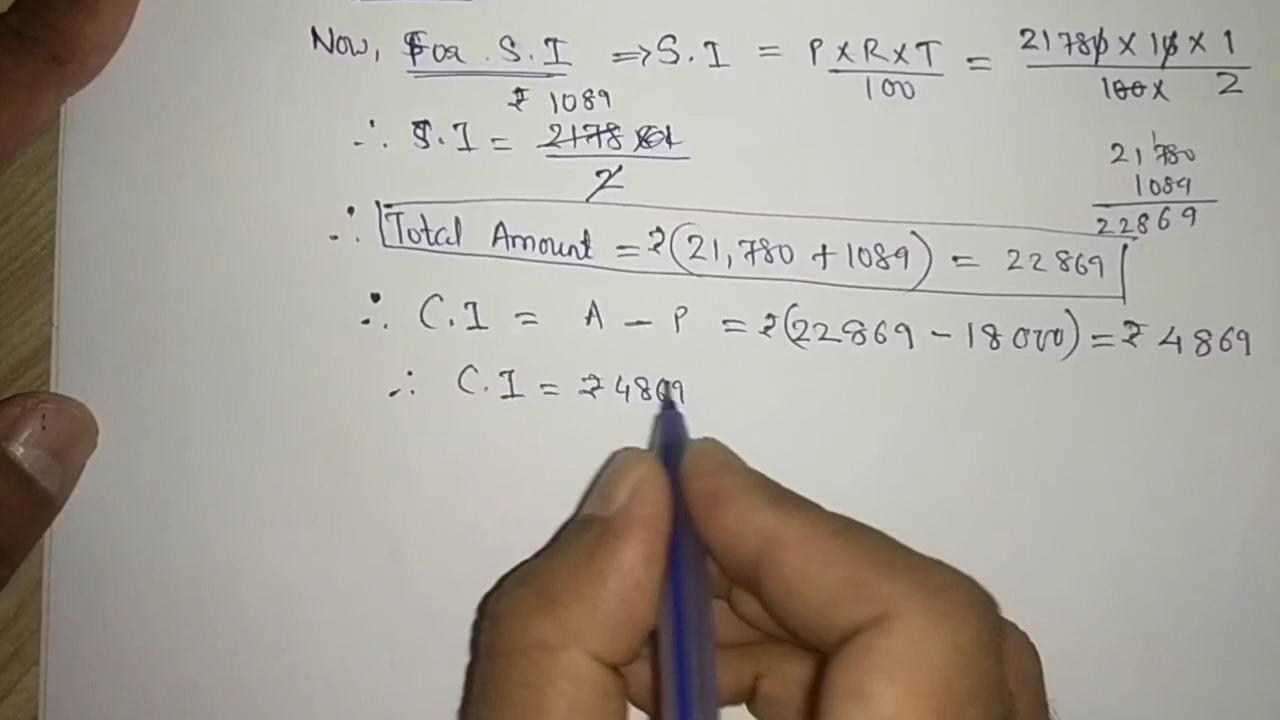 Now, For S.I ⇒ S.I = P×R×T/100 = 21780×10×1/100×2
₹ 1089
∴ S.I = 2178/2
21780
1089
22869
∴ Total Amount = ₹(21,780 + 1089) = 22869
∴ C.I = A - P = ₹(22869 - 18000) = ₹ 4869
∴ C.I = ₹ 4869